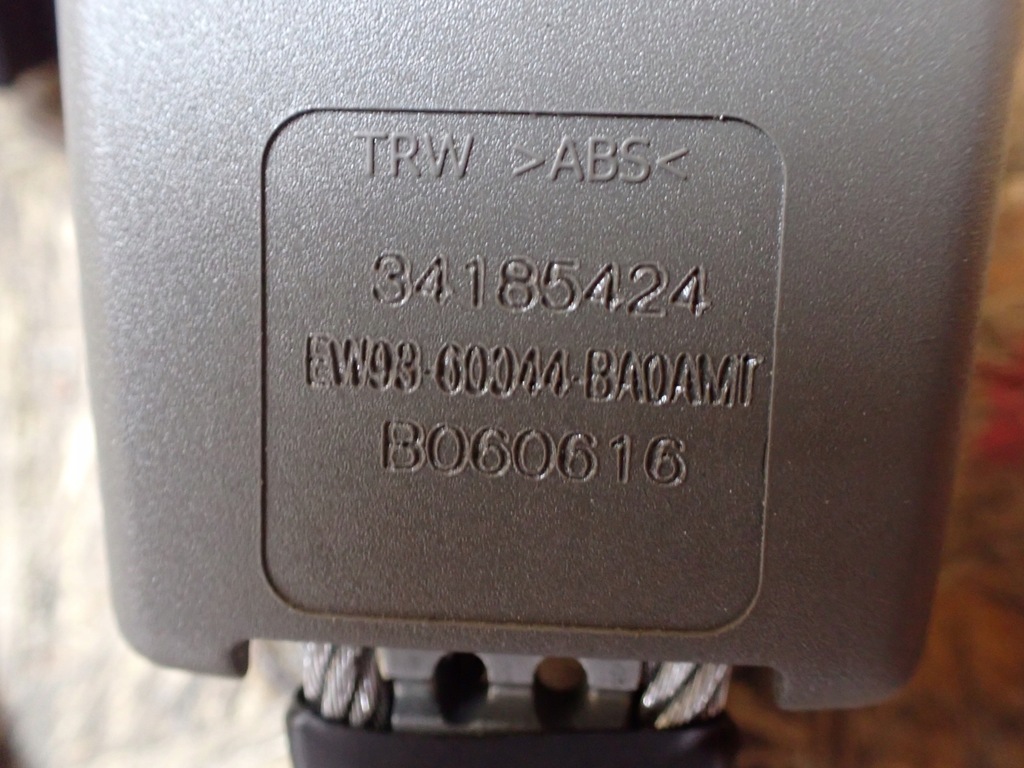 TRW >ABS<
34185424
EW93-60044-BA0AMT
B060616